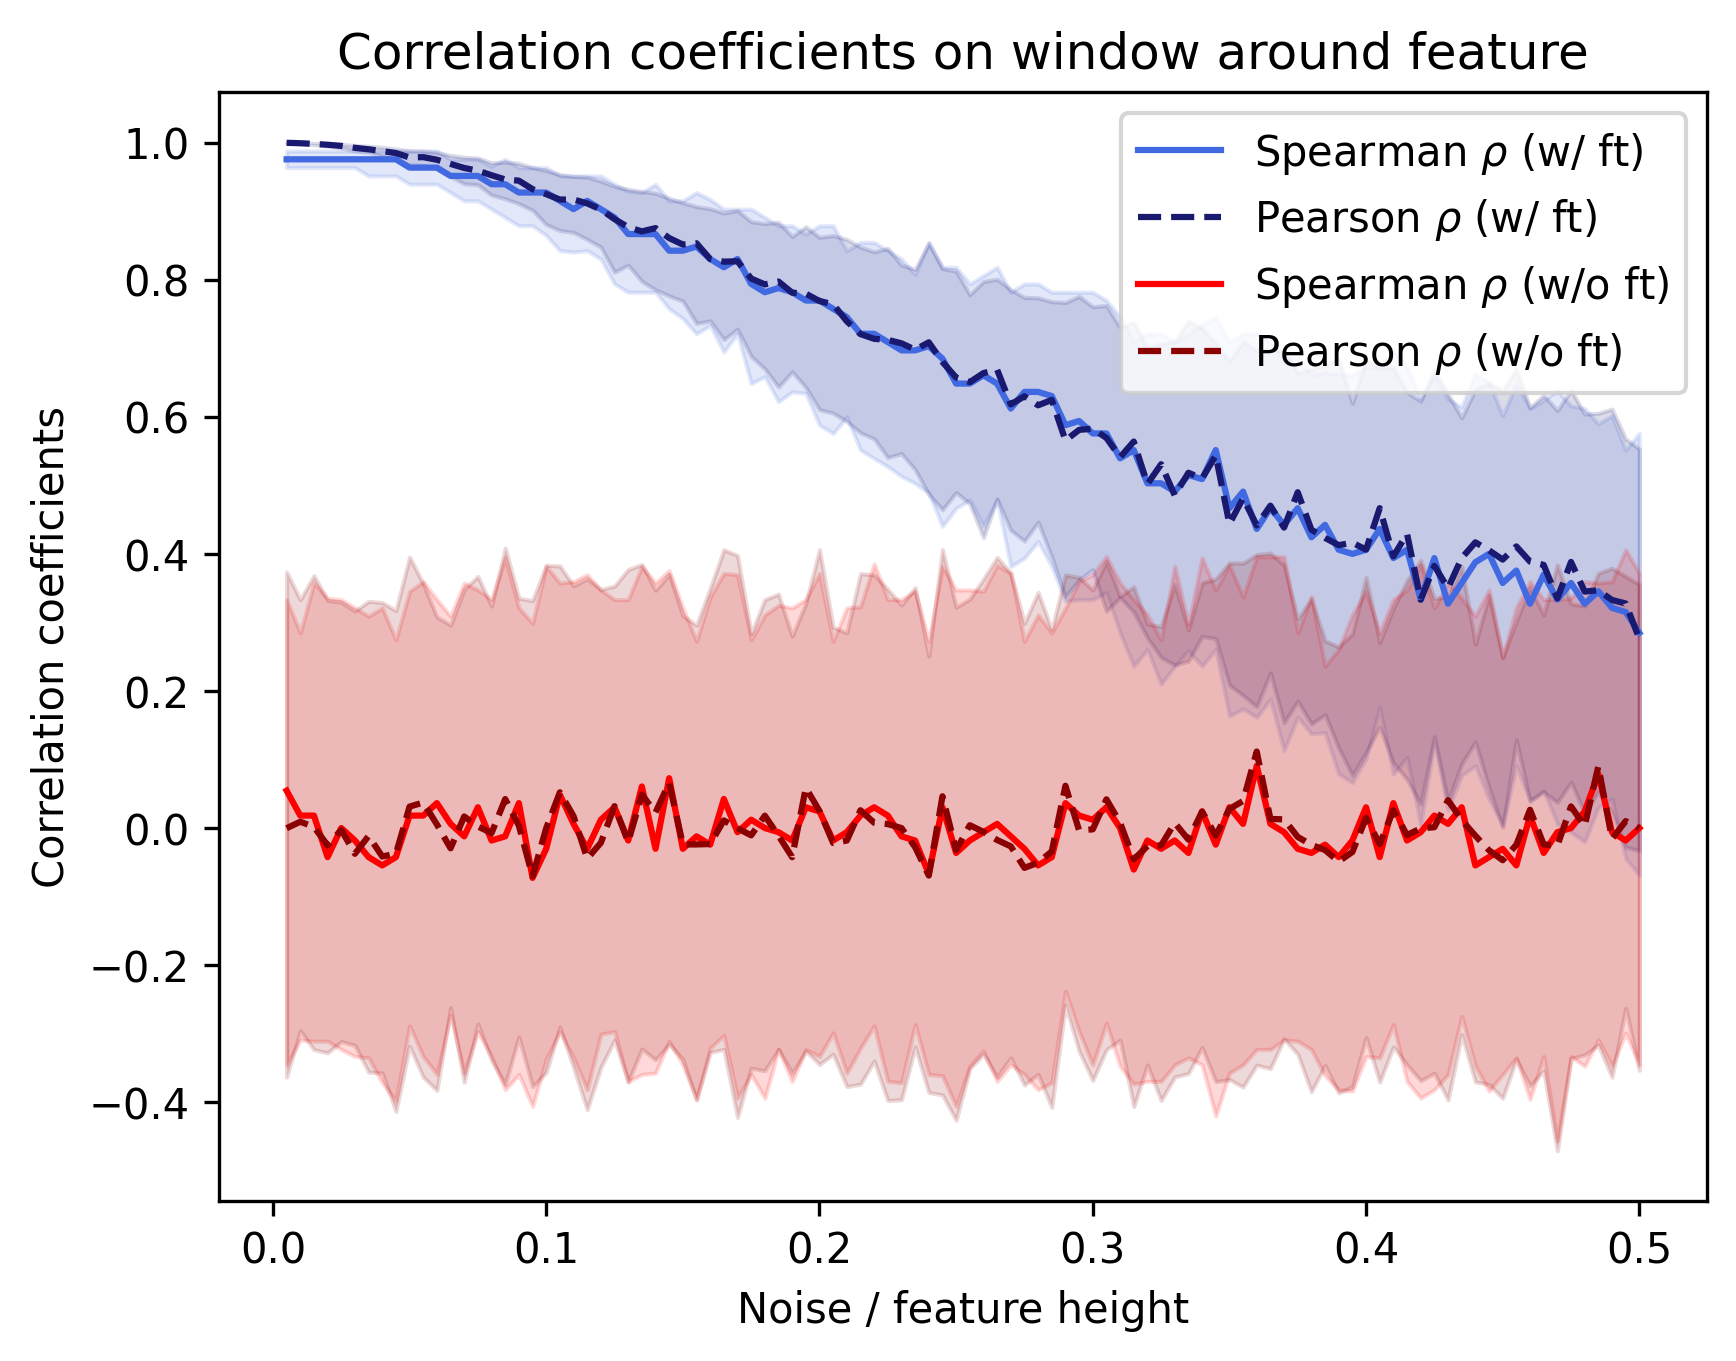 Correlation coefficients on window around feature
Correlation coefficients
1.0
0.8
0.6
0.4
0.2
0.0
−0.2
−0.4
Spearman ρ (w/ ft)
Pearson ρ (w/ ft)
Spearman ρ (w/o ft)
Pearson ρ (w/o ft)
0.0 0.1 0.2 0.3 0.4 0.5
Noise / feature height